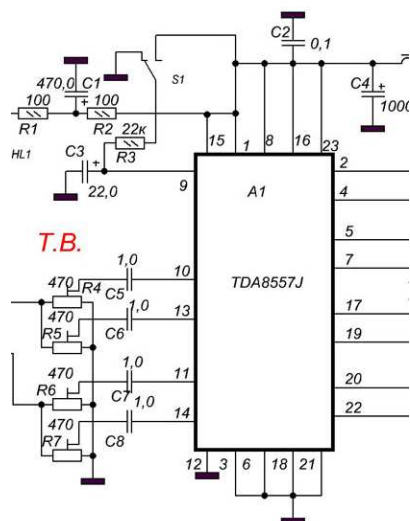 C2
0,1
470,0 C1
S1
100
100
C4
1000
R1
R2
22к
HL1
R3
15
1
8
16
23
C3
22,0
9
A1
2
4
T.B.
5
1,0
10
7
470
R4
C5
1,0
TDA8557J
470
13
17
R5
C6
19
470
1,0
11
R6
C7
20
470
1,0
14
22
R7
C8
12
3
6
18
21